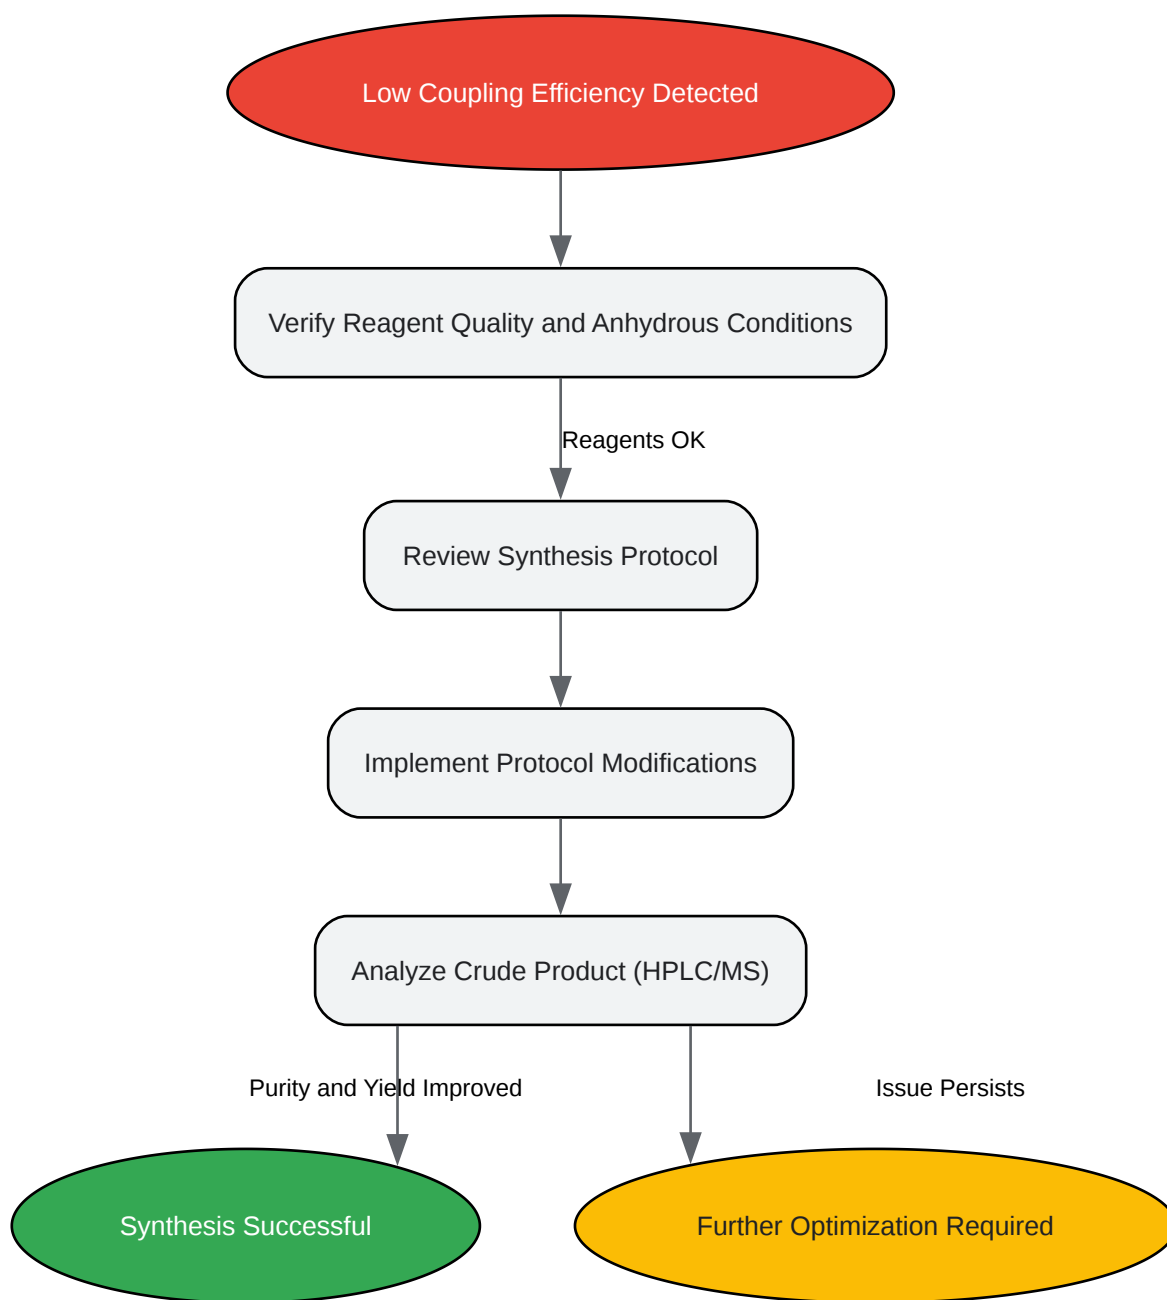 Low Coupling Efficiency Detected
Verify Reagent Quality and Anhydrous Conditions
Reagents OK
Review Synthesis Protocol
Implement Protocol Modifications
Analyze Crude Product (HPLC/MS)
Purity and Yield Improved
Issue Persists
Synthesis Successful
Further Optimization Required